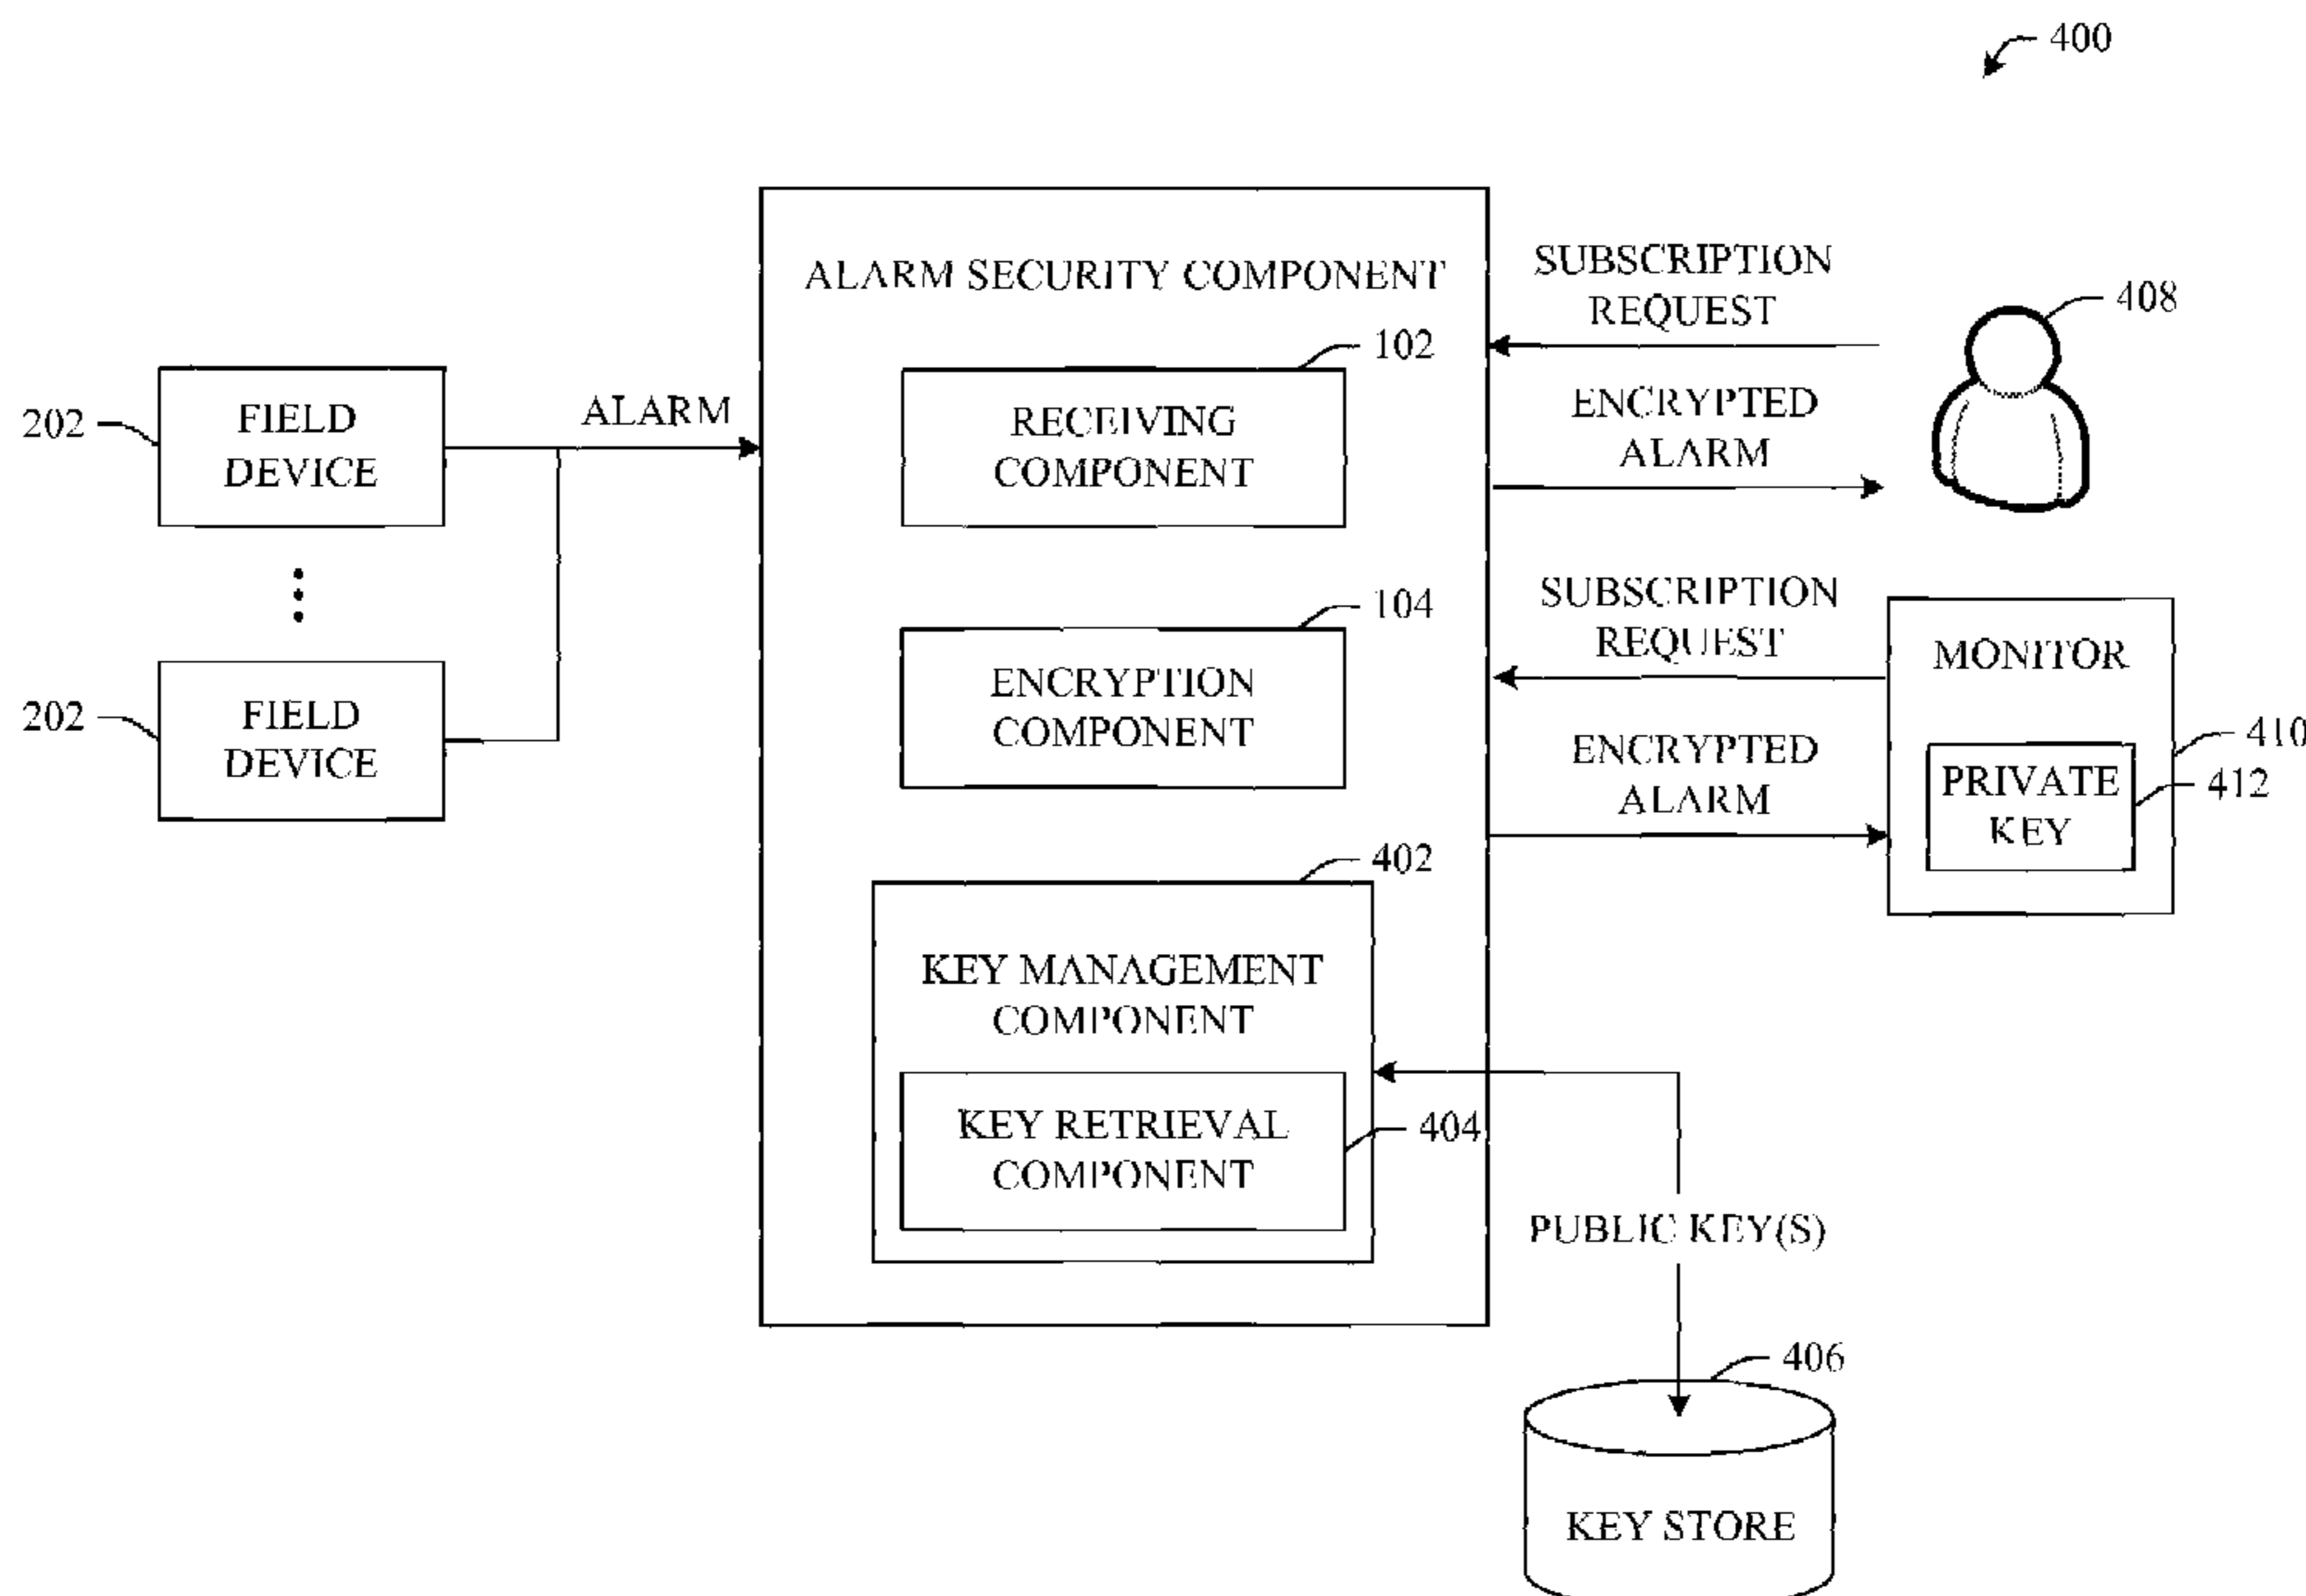 400
ALARM SECURITY COMPONENT
SUBSCRIPTION
REQUEST
408
102
RECEIVING
COMPONENT
202
FIELD
DEVICE
ALARM
ENCRYPTED
ALARM
104
ENCRYPTION
COMPONENT
SUBSCRIPTION
REQUEST
MONITOR
410
202
FIELD
DEVICE
ENCRYPTED
ALARM
PRIVATE
KEY
412
402
KEY MANAGEMENT
COMPONENT
KEY RETRIEVAL
COMPONENT
404
PUBLIC KEY(S)
406
KEY STORE